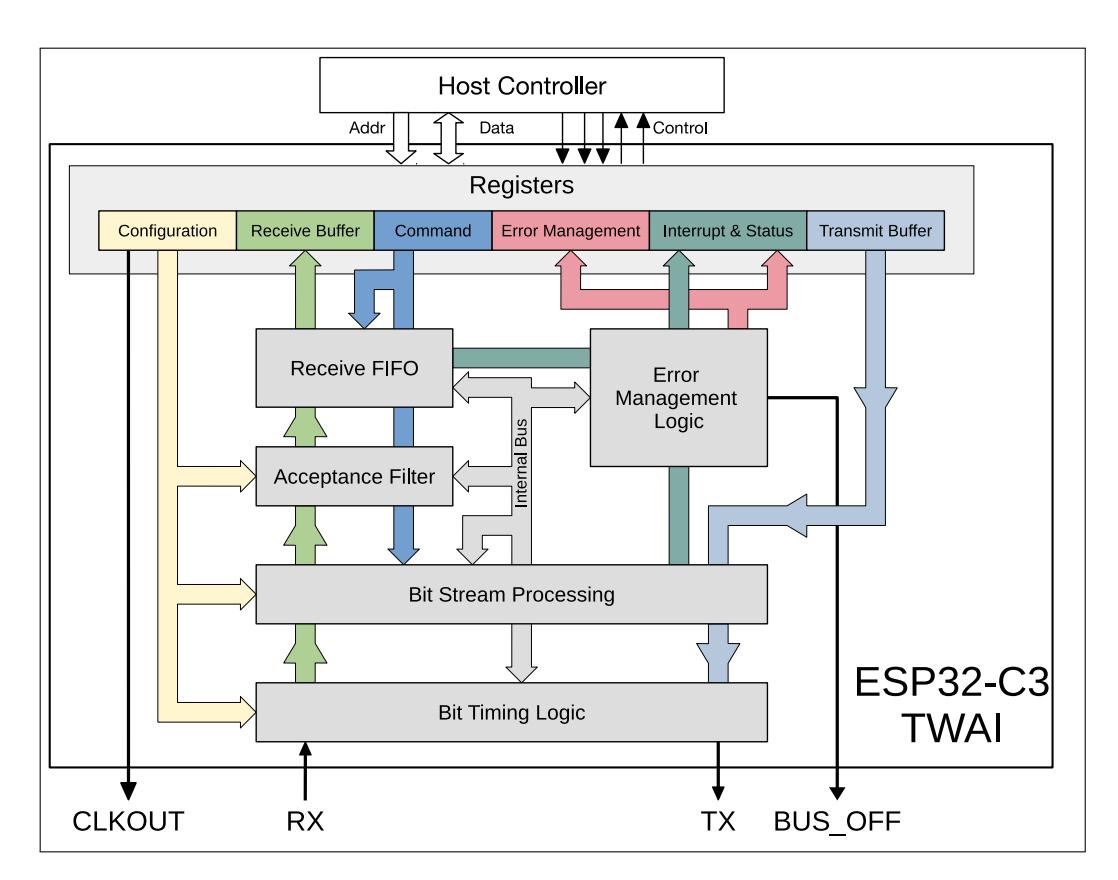 Host Controller
Addr
Data
Control
Registers
Configuration
Receive Buffer
Command
Error Management
Interrupt & Status
Transmit Buffer
Receive FIFO
Error
Management
Logic
Internal Bus
Acceptance Filter
Bit Stream Processing
Bit Timing Logic
ESP32-C3
TWAI
CLKOUT
RX
TX
BUS_OFF